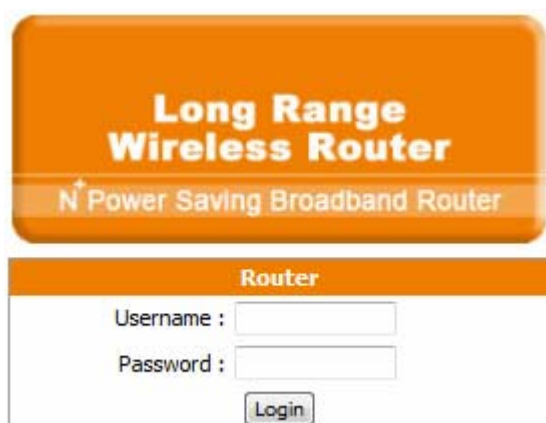 Long Range
Wireless Router
N+ Power Saving Broadband Router
Router
Username :
Password :
Login